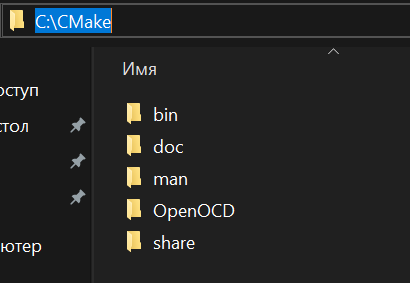 C:\CMake
Имя
оступ
bin
стол
doc
man
OpenOCD
ютер
share